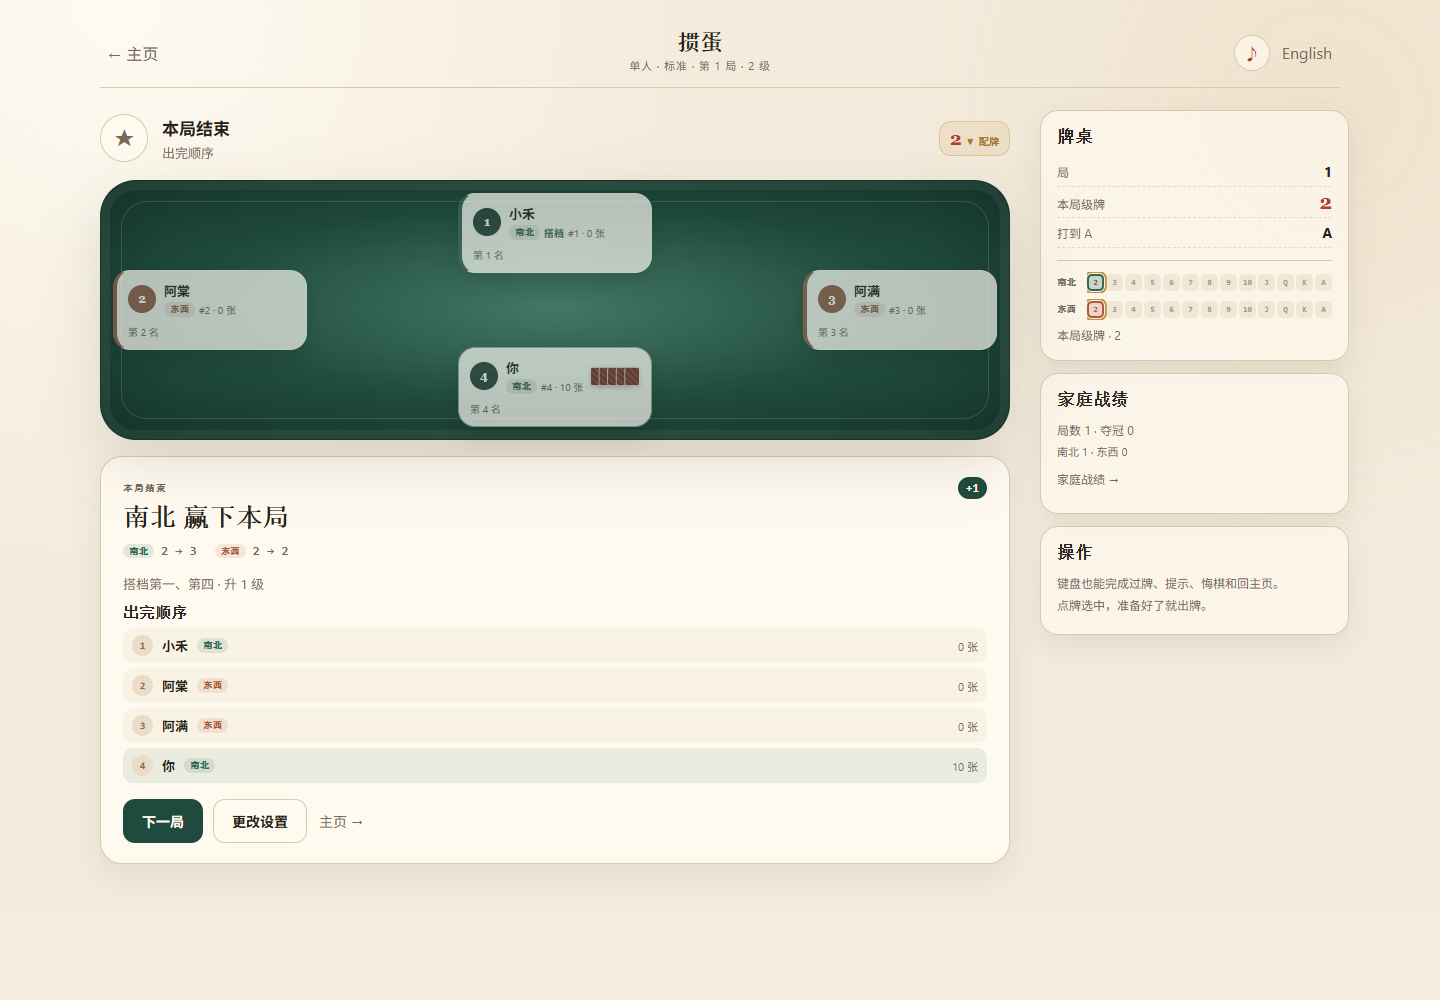 ← 主页
掼蛋
单人 · 标准 · 第 1 局 · 2 级
♪ English
★ 本局结束
出完顺序
2 ♥ 配牌
1 小禾
南北 搭档 #1 · 0 张
第 1 名
2 阿棠
东西 #2 · 0 张
第 2 名
3 阿满
东西 #3 · 0 张
第 3 名
4 你
南北 #4 · 10 张
第 4 名
本局结束
+1
南北 赢下本局
南北 2 → 3 东西 2 → 2
搭档第一、第四 · 升 1 级
出完顺序
1 小禾 南北 0 张
2 阿棠 东西 0 张
3 阿满 东西 0 张
4 你 南北 10 张
下一局 更改设置 主页 →
牌桌
局 1
本局级牌 2
打到 A A
南北 2 3 4 5 6 7 8 9 10 J Q K A
东西 2 3 4 5 6 7 8 9 10 J Q K A
本局级牌 · 2
家庭战绩
局数 1 · 夺冠 0
南北 1 · 东西 0
家庭战绩 →
操作
键盘也能完成过牌、提示、悔棋和回主页。
点牌选中，准备好了就出牌。